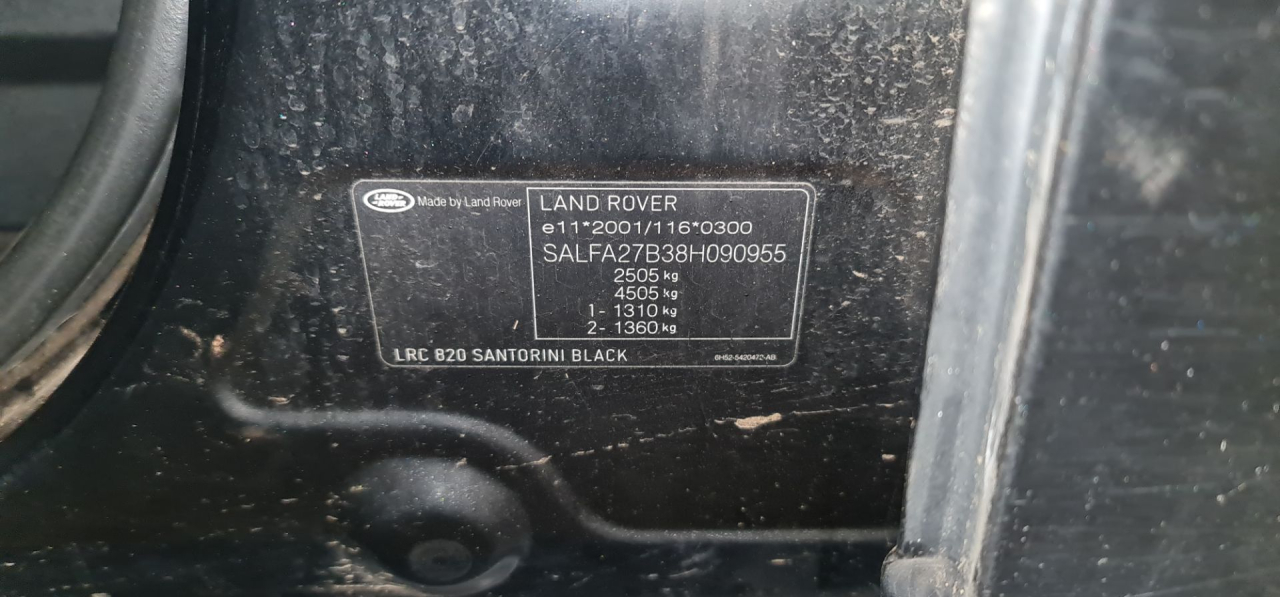 LAND ROVER
Made by Land Rover
LAND ROVER
e11*2001/116*0300
SALFA27B38H090955
2505 kg
4505 kg
1- 1310 kg
2- 1360 kg
LRC 820 SANTORINI BLACK
6H52-5420472-AB